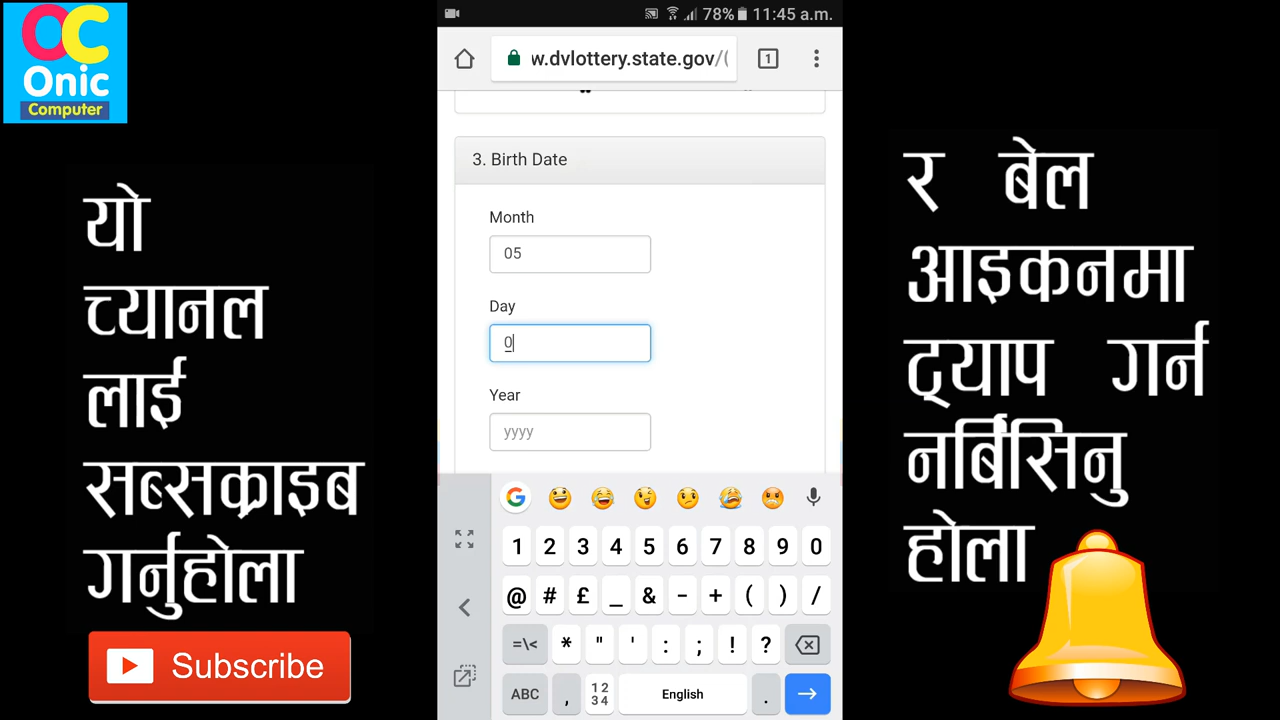 OC
Onic
Computer
यो
च्यानल
लाई
सब्सक्राइब
गर्नुहोला
Subscribe
78% 11:45 a.m.
w.dvlottery.state.gov/(
1
3. Birth Date
Month
05
Day
0
Year
yyyy
G
1 2 3 4 5 6 7 8 9 0
@ # £ _ & - + ( ) /
=\< * " ' : ; ! ?
ABC , 12 34 English .
र बेल
आइकनमा
ट्याप गर्न
नर्बिसिनु
होला